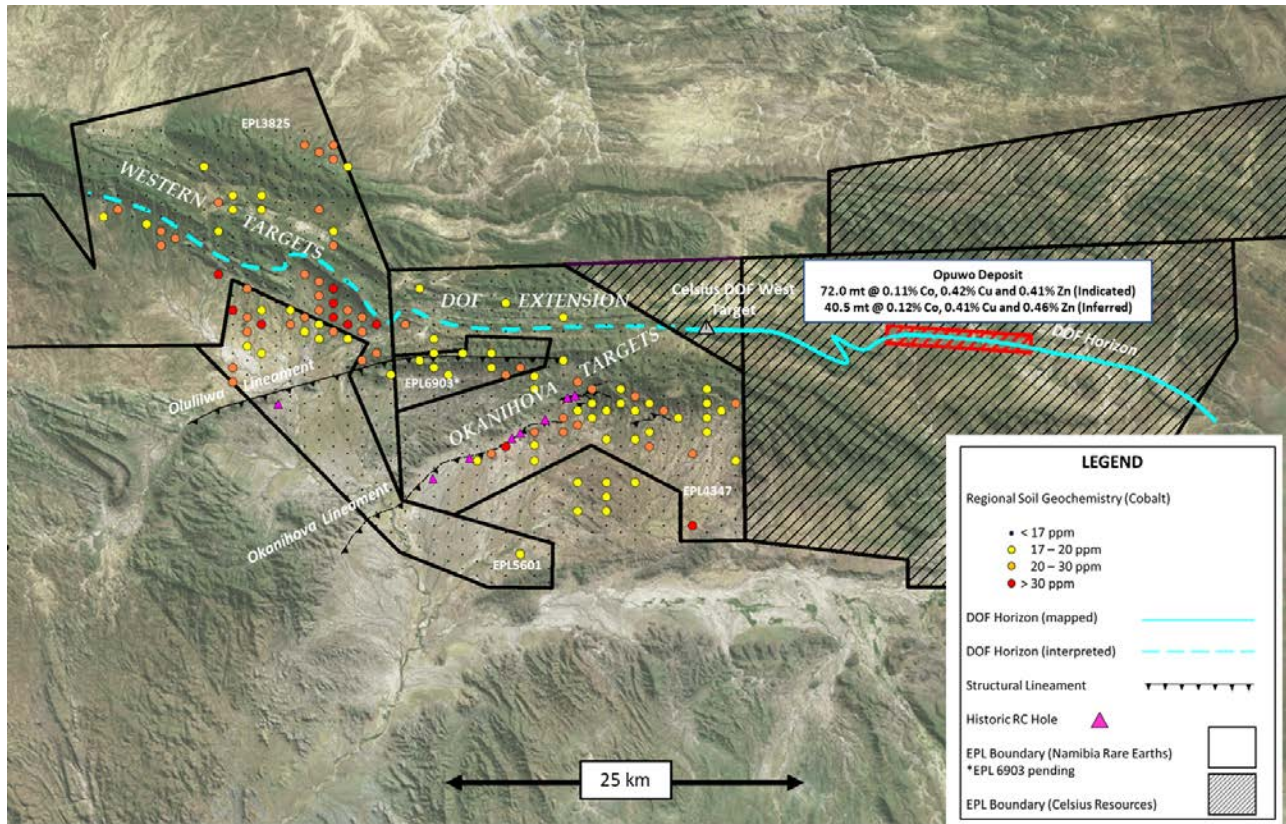 EPL3825
WESTERN TARGETS
Opuwo Deposit
72.0 mt @ 0.11% Co, 0.42% Cu and 0.41% Zn (Indicated)
40.5 mt @ 0.12% Co, 0.41% Cu and 0.46% Zn (Inferred)
Celsius DOF West
Target
DOF EXTENSION
DOF Horizon
EPL6903*
Olulilwa Lineament
OKANIHOVA TARGETS
EPL4347
Okanihova Lineament
EPL5601
25 km
LEGEND
Regional Soil Geochemistry (Cobalt)
< 17 ppm
17 – 20 ppm
20 – 30 ppm
> 30 ppm
DOF Horizon (mapped)
DOF Horizon (interpreted)
Structural Lineament
Historic RC Hole
EPL Boundary (Namibia Rare Earths)
*EPL 6903 pending
EPL Boundary (Celsius Resources)